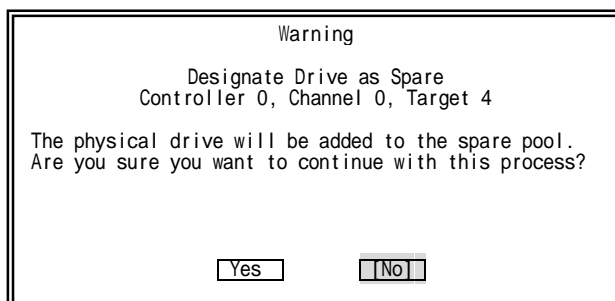 Warning
Designate Drive as Spare
Controller 0, Channel 0, Target 4
The physical drive will be added to the spare pool.
Are you sure you want to continue with this process?
Yes [No]